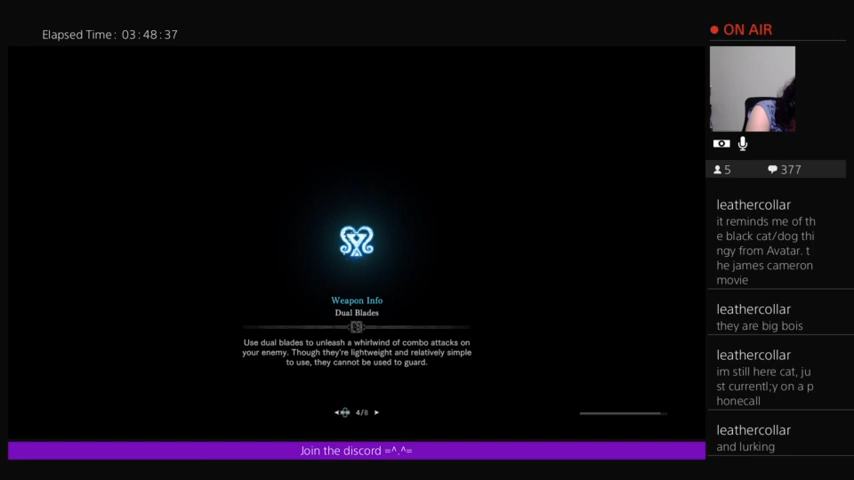 Elapsed Time: 03:48:37
ON AIR
5
377
Weapon Info
Dual Blades
Use dual blades to unleash a whirlwind of combo attacks on
your enemy. Though they're lightweight and relatively simple
to use, they cannot be used to guard.
4/8
Join the discord =^.^=
leathercollar
it reminds me of th
e black cat/dog thi
ngy from Avatar. t
he james cameron
movie
leathercollar
they are big bois
leathercollar
im still here cat, ju
st currentl;y on a p
honecall
leathercollar
and lurking